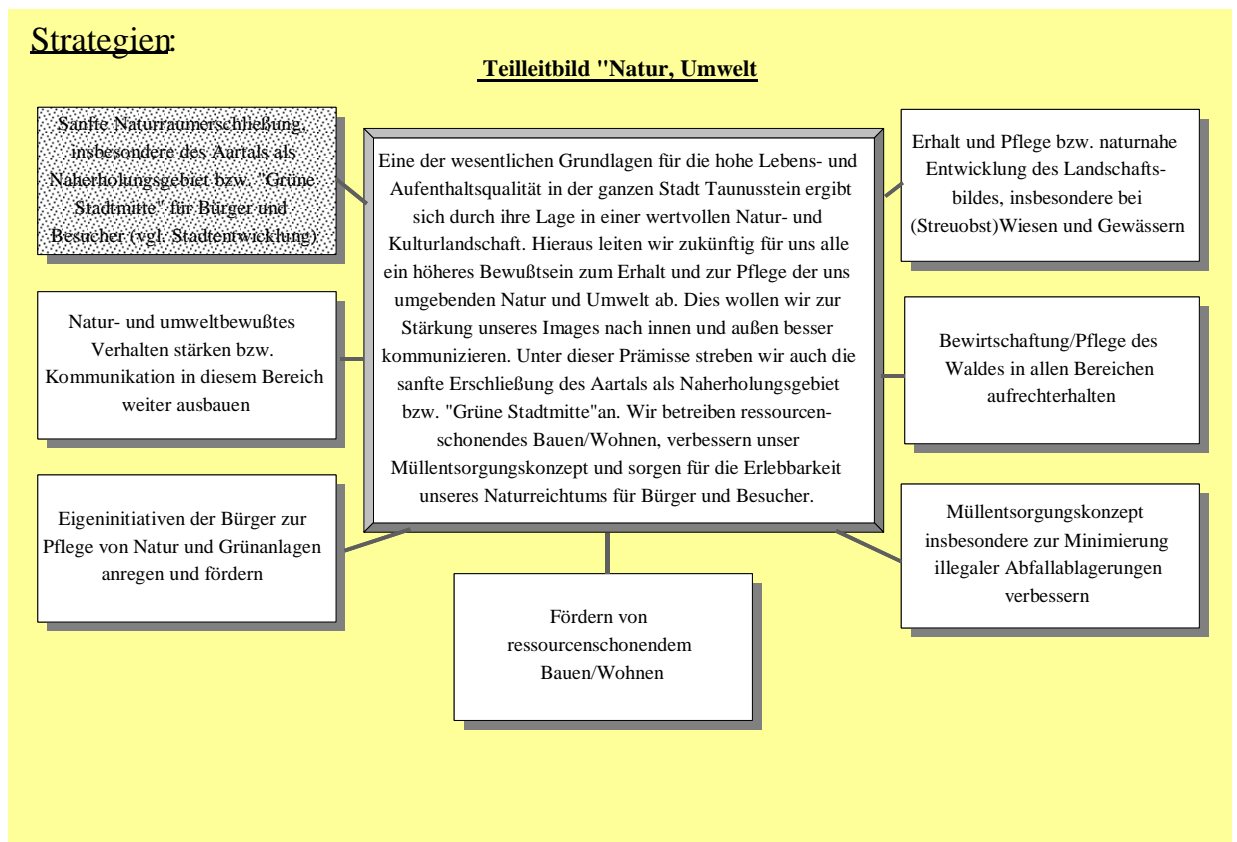 Strategien:
Teilleitbild "Natur, Umwelt
Sanfte Naturraumerschließung,
insbesondere des Aartals als
Naherholungsgebiet bzw. "Grüne
Stadtmitte" für Bürger und
Besucher (vgl. Stadtentwicklung)
Natur- und umweltbewußtes
Verhalten stärken bzw.
Kommunikation in diesem Bereich
weiter ausbauen
Eigeninitiativen der Bürger zur
Pflege von Natur und Grünanlagen
anregen und fördern
Eine der wesentlichen Grundlagen für die hohe Lebens- und
Aufenthaltsqualität in der ganzen Stadt Taunusstein ergibt
sich durch ihre Lage in einer wertvollen Natur- und
Kulturlandschaft. Hieraus leiten wir zukünftig für uns alle
ein höheres Bewußtsein zum Erhalt und zur Pflege der uns
umgebenden Natur und Umwelt ab. Dies wollen wir zur
Stärkung unseres Images nach innen und außen besser
kommunizieren. Unter dieser Prämisse streben wir auch die
sanfte Erschließung des Aartals als Naherholungsgebiet
bzw. "Grüne Stadtmitte"an. Wir betreiben ressourcen-
schonendes Bauen/Wohnen, verbessern unser
Müllentsorgungskonzept und sorgen für die Erlebbarkeit
unseres Naturreichtums für Bürger und Besucher.
Fördern von
ressourcenschonendem
Bauen/Wohnen
Erhalt und Pflege bzw. naturnahe
Entwicklung des Landschafts-
bildes, insbesondere bei
(Streuobst)Wiesen und Gewässern
Bewirtschaftung/Pflege des
Waldes in allen Bereichen
aufrechterhalten
Müllentsorgungskonzept
insbesondere zur Minimierung
illegaler Abfallablagerungen
verbessern